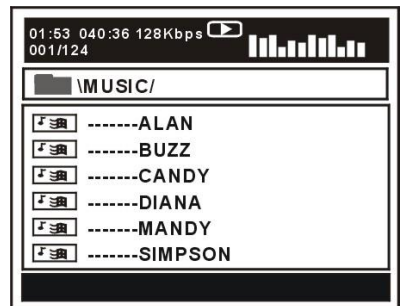 01:53 040:36 128Kbps
001/124
\MUSIC/
-------ALAN
-------BUZZ
-------CANDY
-------DIANA
-------MANDY
-------SIMPSON